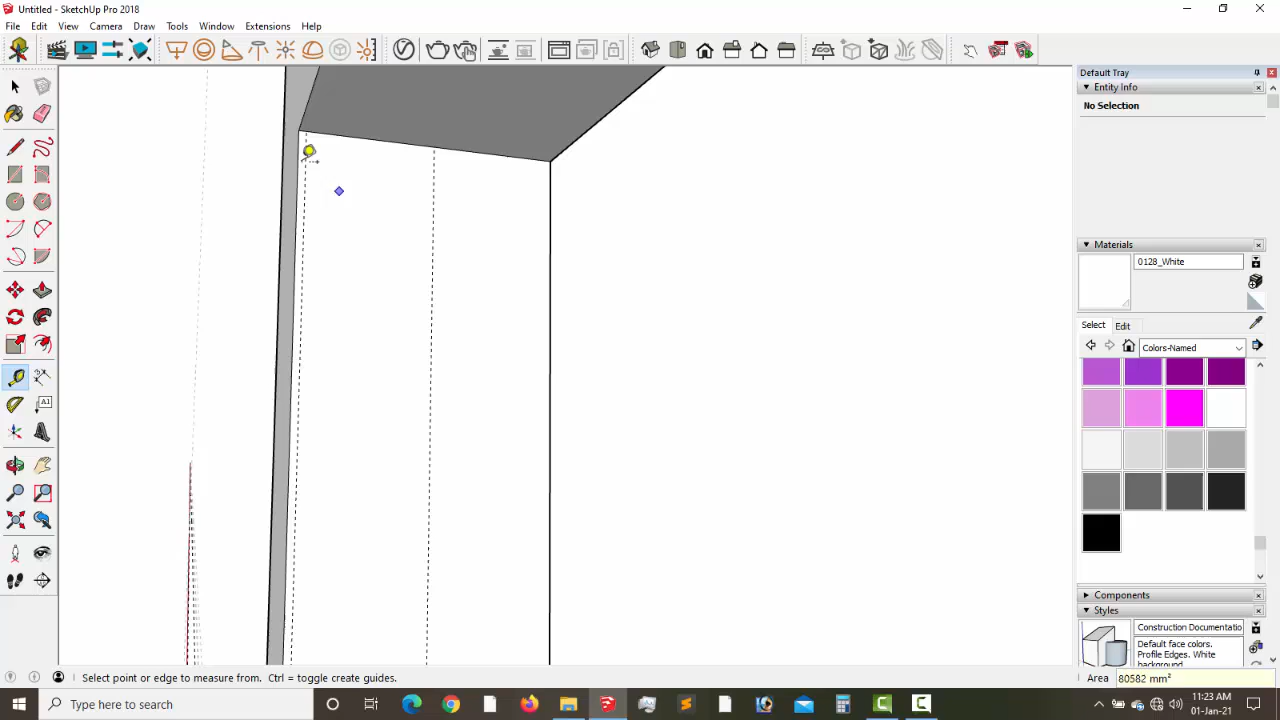 Untitled - SketchUp Pro 2018
File Edit View Camera Draw Tools Window Extensions Help
Default Tray
Entity Info
No Selection
Materials
0128_White
Select Edit
Colors-Named
A1
Components
Styles
Construction Documentatio
Default face colors.
Profile Edges. White
background.
Select point or edge to measure from. Ctrl = toggle create guides.
Area 80582 mm²
Type here to search
11:23 AM
01-Jan-21